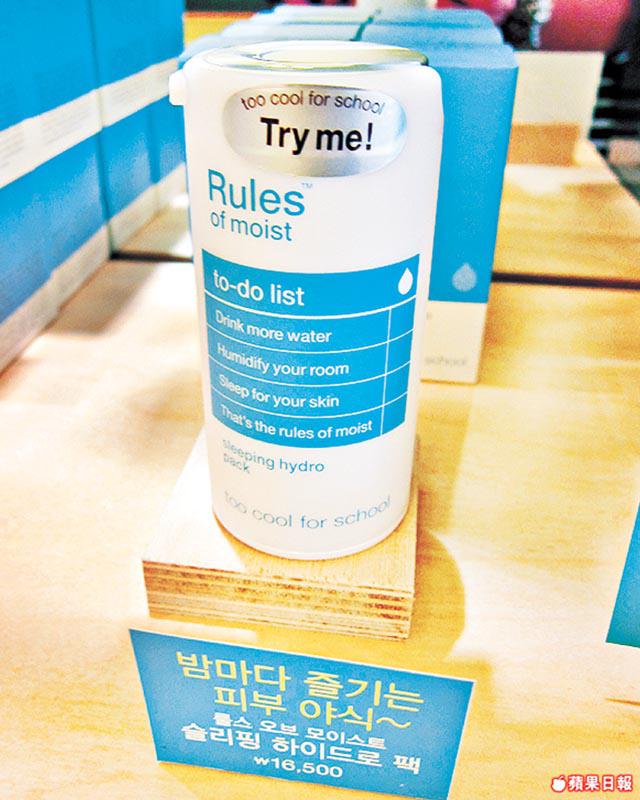 too cool for school
Try me!
Rules™
of moist
to-do list
Drink more water
Humidify your room
Sleep for your skin
That's the rules of moist
sleeping hydro
pack
too cool for school
school
밤마다 즐기는
피부 야식~
룰스 오브 모이스트
슬리핑 하이드로 팩
₩16,500
蘋果日報